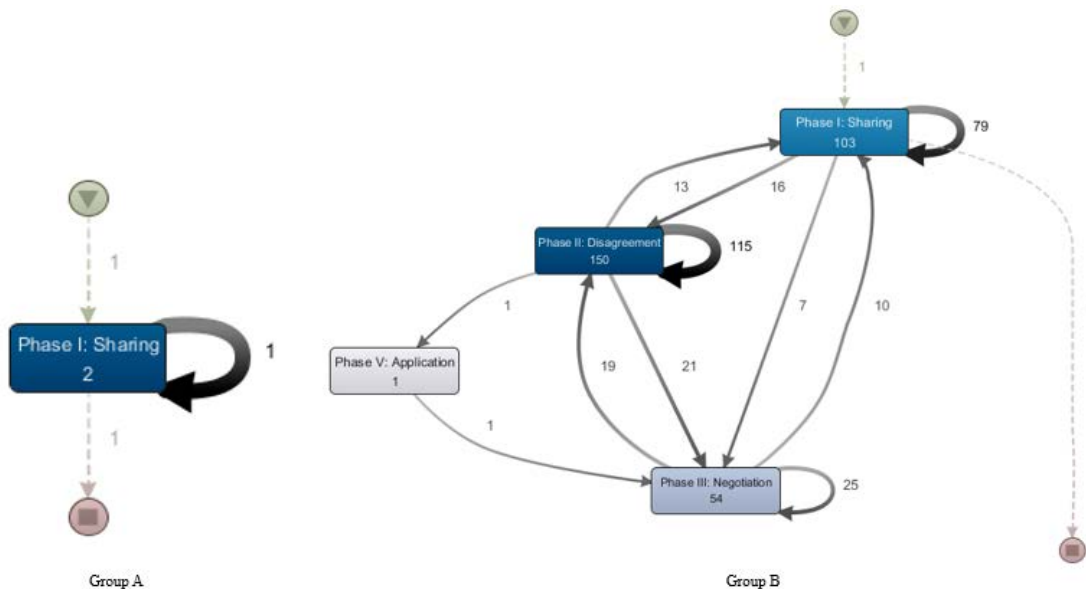 1
Phase I: Sharing
2
1
1
Group A
1
Phase I: Sharing
103
79
13
16
Phase II: Disagreement
150
115
1
7
10
Phase V: Application
1
19
21
1
Phase III: Negotiation
54
25
Group B